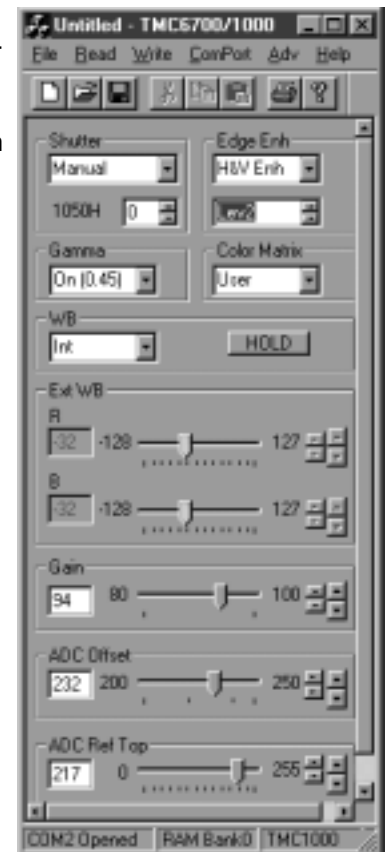 Untitled - TMC6700/1000
File Bead Write ComPort Adv Help
Shutter Edge Enh
Manual H&V Enh
1050H 0
Gamma Color Matrix
On (0.45) User
WB
Int HOLD
Ext WB
R
-32 -128 127
B
-32 -128 127
Gain
94 80 100
ADC Offset
232 200 250
ADC Ref Top
217 0 255
COM2 Opened RAM Bank0 TMC1000